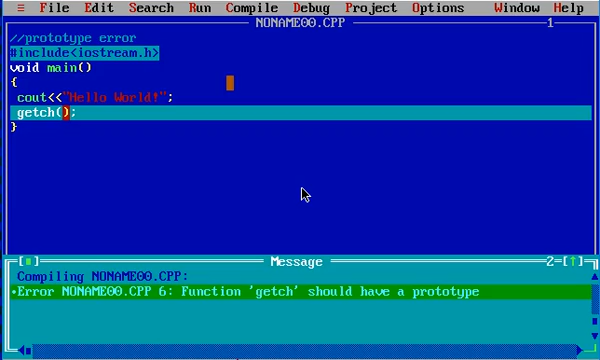 ≡ File Edit Search Run Compile Debug Project Options Window Help
NONAME00.CPP 1
//prototype error
#include<iostream.h>
void main()
{
cout<<"Hello World!";
getch();
}
Message 2=[↑]
Compiling NONAME00.CPP:
•Error NONAME00.CPP 6: Function 'getch' should have a prototype